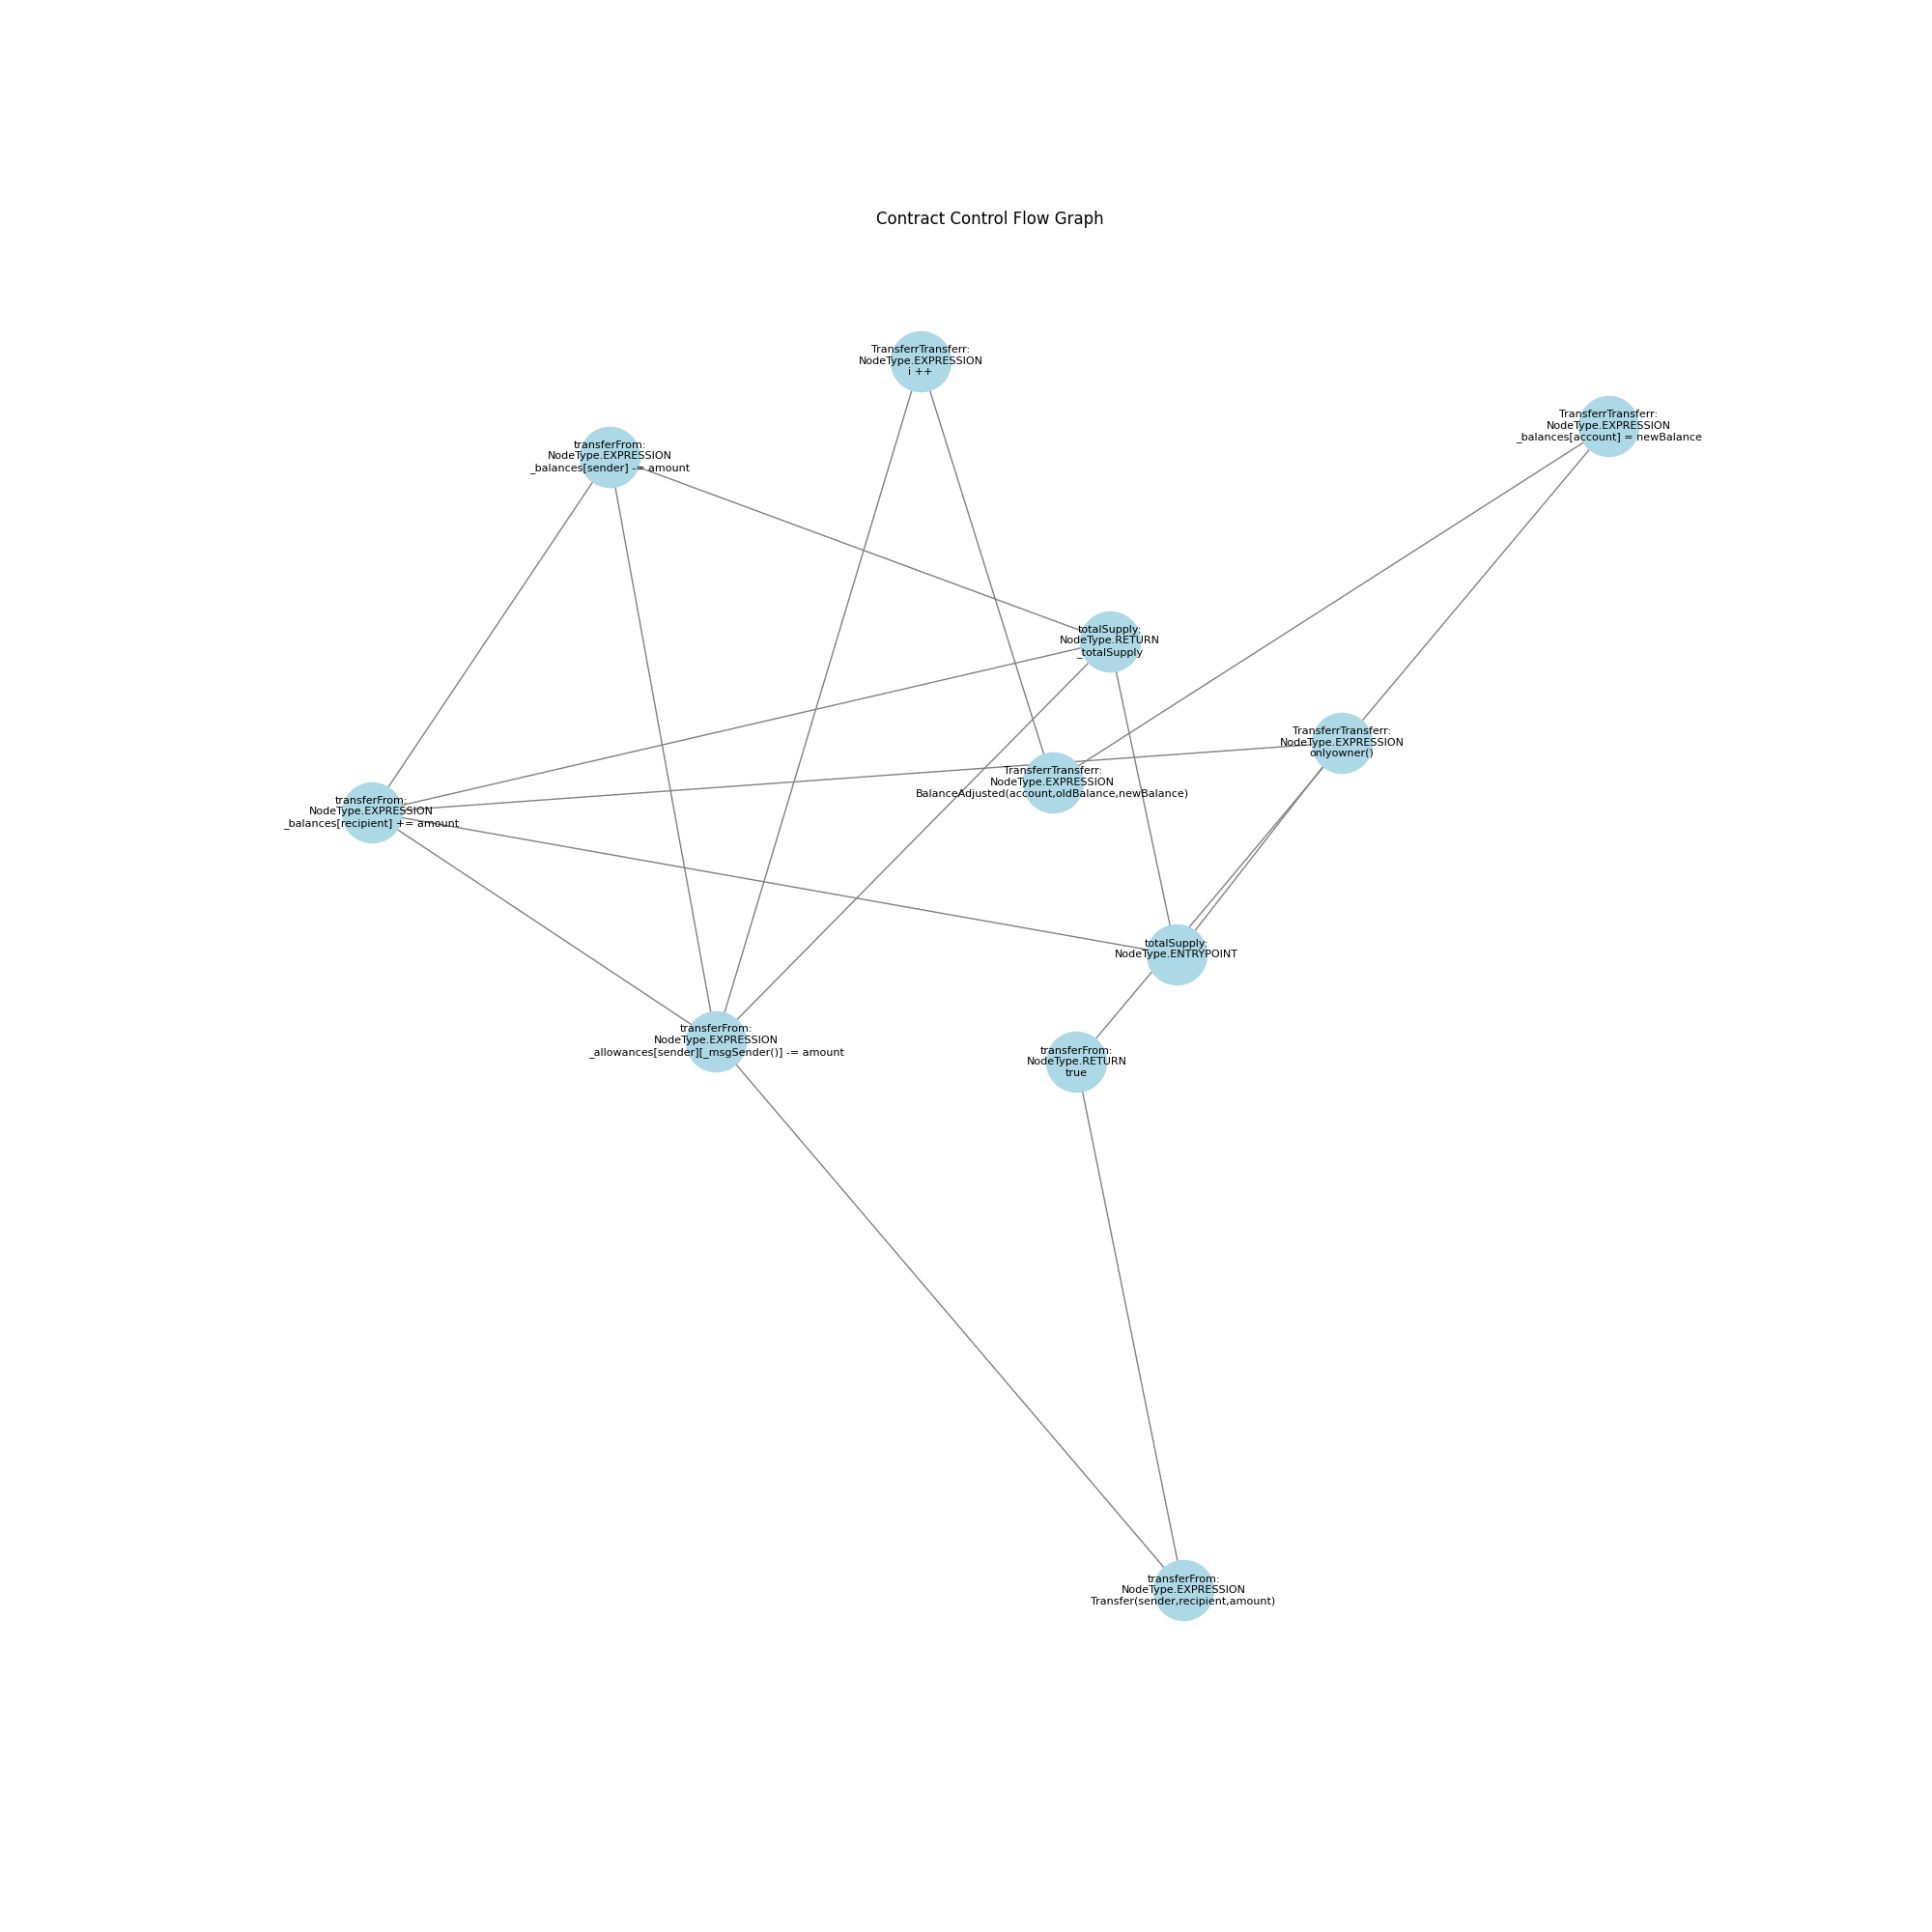 Contract Control Flow Graph
TransferrTransferr:
NodeType.EXPRESSION
i ++
TransferrTransferr:
NodeType.EXPRESSION
_balances[account] = newBalance
transferFrom:
NodeType.EXPRESSION
_balances[sender] -= amount
totalSupply:
NodeType.RETURN
_totalSupply
TransferrTransferr:
NodeType.EXPRESSION
onlyowner()
TransferrTransferr:
NodeType.EXPRESSION
BalanceAdjusted(account,oldBalance,newBalance)
transferFrom:
NodeType.EXPRESSION
_balances[recipient] += amount
totalSupply:
NodeType.ENTRYPOINT
transferFrom:
NodeType.EXPRESSION
_allowances[sender][_msgSender()] -= amount
transferFrom:
NodeType.RETURN
true
transferFrom:
NodeType.EXPRESSION
Transfer(sender,recipient,amount)